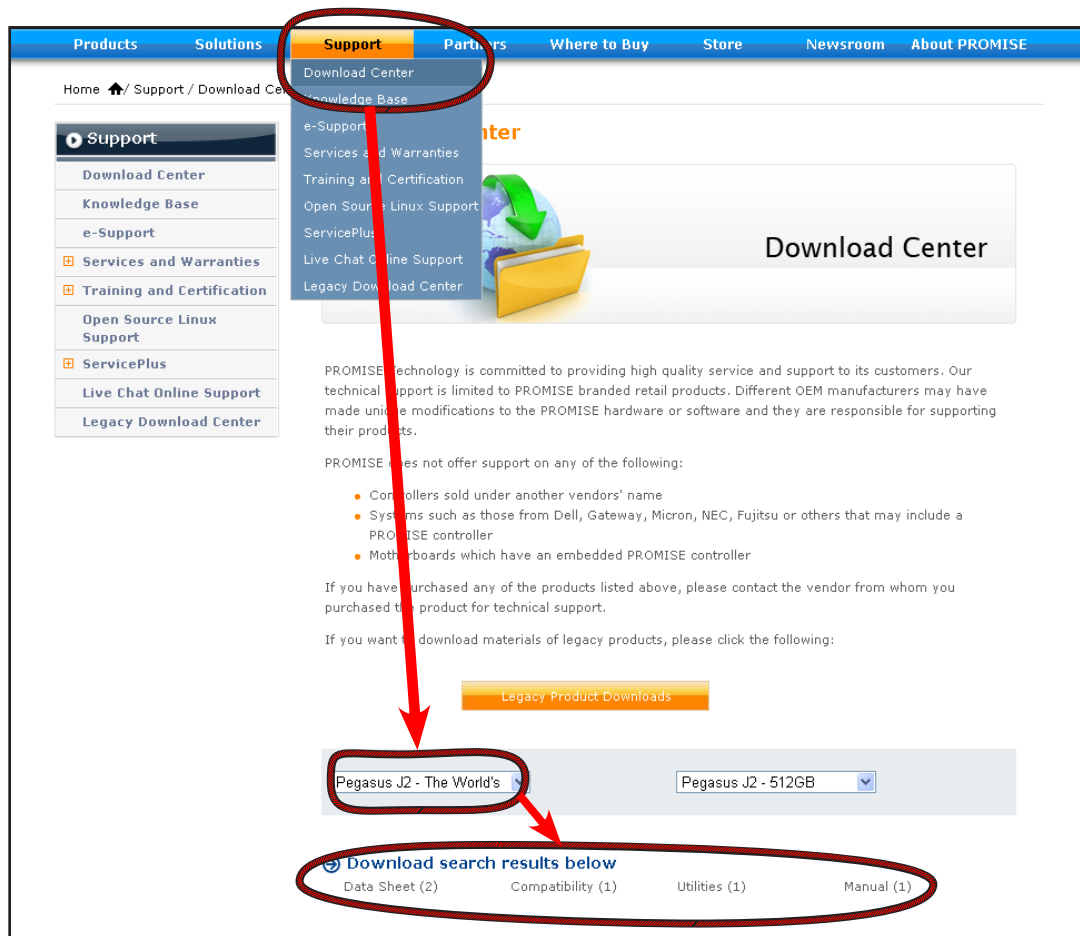 Products Solutions Support Partners Where to Buy Store Newsroom About PROMISE
Home / Support / Download Cen
Download Center
Knowledge Base
e-Support
Services and Warranties
Training and Certification
Open Source Linux Support
ServicePlus
Live Chat Online Support
Legacy Download Center
Support
Download Center
Knowledge Base
e-Support
Services and Warranties
Training and Certification
Open Source Linux
Support
ServicePlus
Live Chat Online Support
Legacy Download Center
nter
Download Center
PROMISE Technology is committed to providing high quality service and support to its customers. Our
technical support is limited to PROMISE branded retail products. Different OEM manufacturers may have
made unique modifications to the PROMISE hardware or software and they are responsible for supporting
their products.
PROMISE does not offer support on any of the following:
Controllers sold under another vendors' name
Systems such as those from Dell, Gateway, Micron, NEC, Fujitsu or others that may include a
PROMISE controller
Motherboards which have an embedded PROMISE controller
If you have purchased any of the products listed above, please contact the vendor from whom you
purchased the product for technical support.
If you want to download materials of legacy products, please click the following:
Legacy Product Downloads
Pegasus J2 - The World's Pegasus J2 - 512GB
Download search results below
Data Sheet (2) Compatibility (1) Utilities (1) Manual (1)